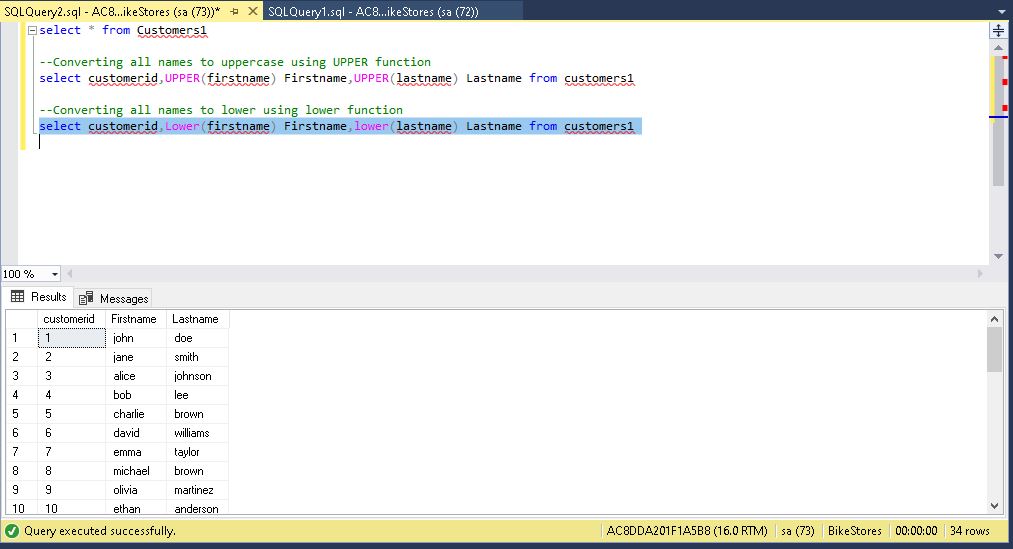 SQLQuery2.sql - AC8...ikeStores (sa (73))* SQLQuery1.sql - AC8...ikeStores (sa (72))
select * from Customers1
--Converting all names to uppercase using UPPER function
select customerid,UPPER(firstname) Firstname,UPPER(lastname) Lastname from customers1
--Converting all names to lower using lower function
select customerid,Lower(firstname) Firstname,lower(lastname) Lastname from customers1
100 %
Results Messages
customerid Firstname Lastname
1 1 john doe
2 2 jane smith
3 3 alice johnson
4 4 bob lee
5 5 charlie brown
6 6 david williams
7 7 emma taylor
8 8 michael brown
9 9 olivia martinez
10 10 ethan anderson
Query executed successfully. AC8DDA201F1A5B8 (16.0 RTM) sa (73) BikeStores 00:00:00 34 rows